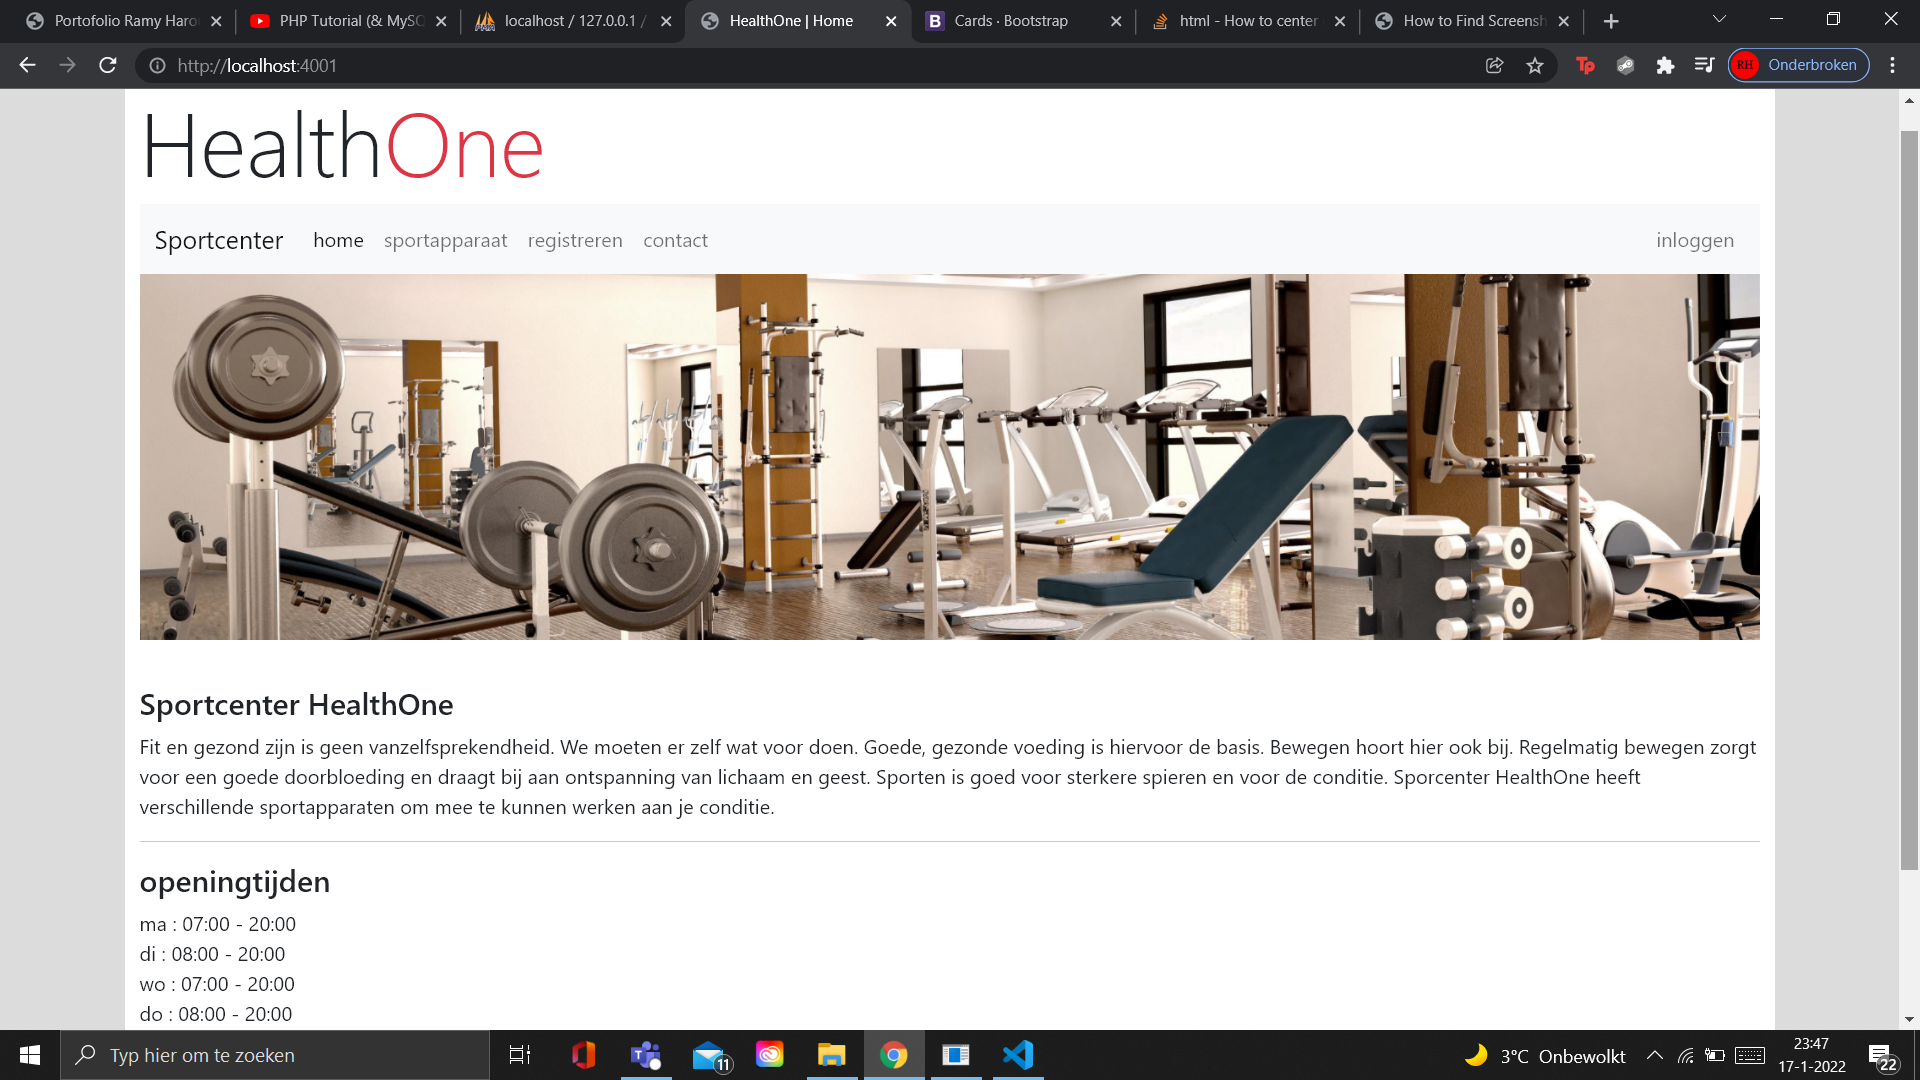 Portofolio Ramy Haro
PHP Tutorial (& MySQ
localhost / 127.0.0.1 /
HealthOne | Home
Cards · Bootstrap
html - How to center
How to Find Screensh
http://localhost:4001
Tp
RH Onderbroken
HealthOne
Sportcenter home sportapparaat registreren contact inloggen
Sportcenter HealthOne
Fit en gezond zijn is geen vanzelfsprekendheid. We moeten er zelf wat voor doen. Goede, gezonde voeding is hiervoor de basis. Bewegen hoort hier ook bij. Regelmatig bewegen zorgt
voor een goede doorbloeding en draagt bij aan ontspanning van lichaam en geest. Sporten is goed voor sterkere spieren en voor de conditie. Sporcenter HealthOne heeft
verschillende sportapparaten om mee te kunnen werken aan je conditie.
openingtijden
ma : 07:00 - 20:00
di : 08:00 - 20:00
wo : 07:00 - 20:00
do : 08:00 - 20:00
Typ hier om te zoeken
11
3°C Onbewolkt
23:47
17-1-2022
22